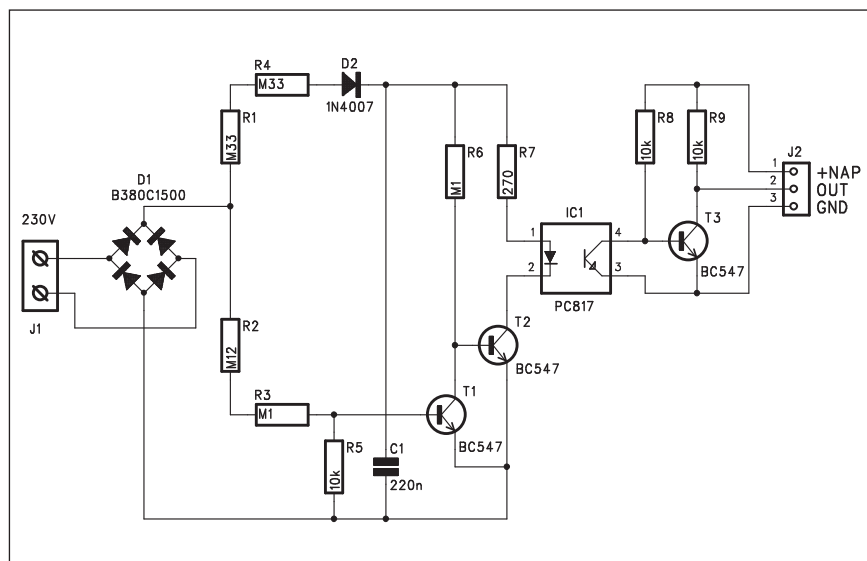 R4
M33
D2
1N4007
R1
M33
D1
B380C1500
230V
J1
R2
M12
R3
M1
R5
10k
C1
220n
R6
M1
R7
270
T1
BC547
T2
BC547
IC1
1
2
4
3
PC817
R8
10k
R9
10k
T3
BC547
J2
1
2
3
+NAP
OUT
GND